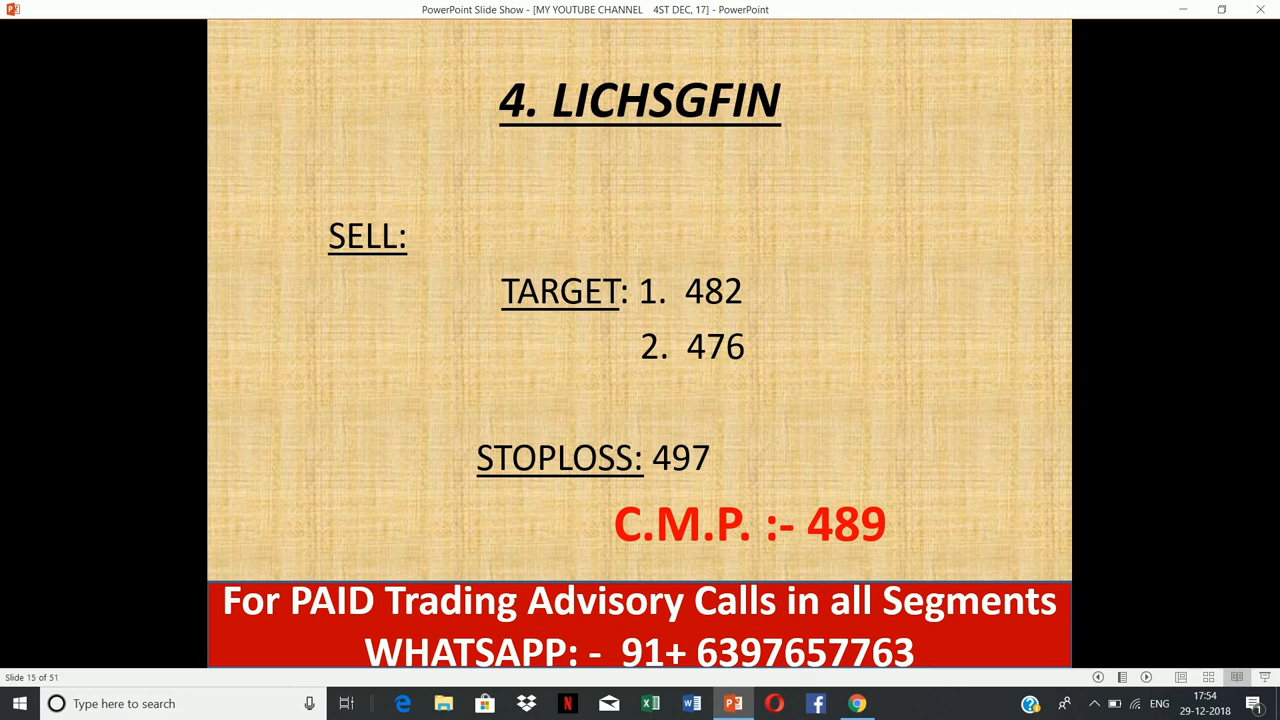 PowerPoint Slide Show - [MY YOUTUBE CHANNEL 4ST DEC, 17] - PowerPoint
4. LICHSGFIN
SELL:
TARGET: 1. 482
2. 476
STOPLOSS: 497
C.M.P. :- 489
For PAID Trading Advisory Calls in all Segments
WHATSAPP: - 91+ 6397657763
Slide 15 of 51
Type here to search
ENG
17:54
29-12-2018